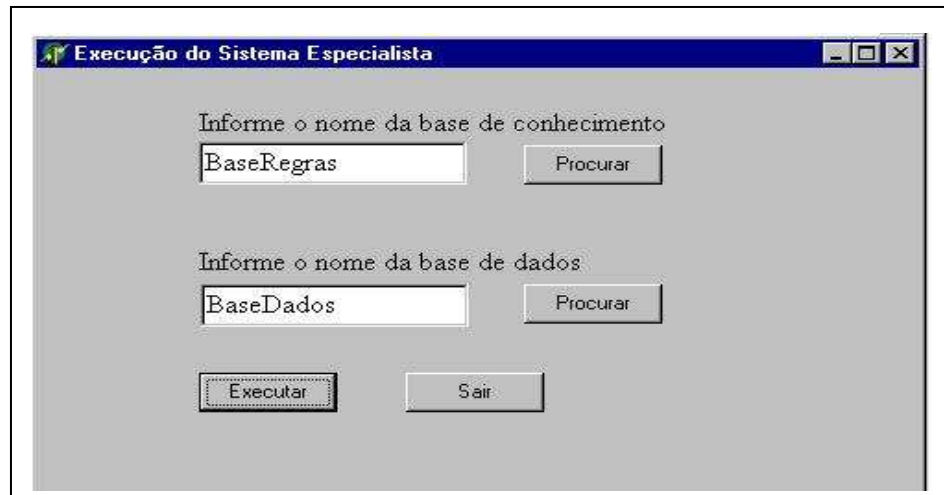 Execução do Sistema Especialista
Informe o nome da base de conhecimento
BaseRegras
Procurar
Informe o nome da base de dados
BaseDados
Procurar
Executar
Sair